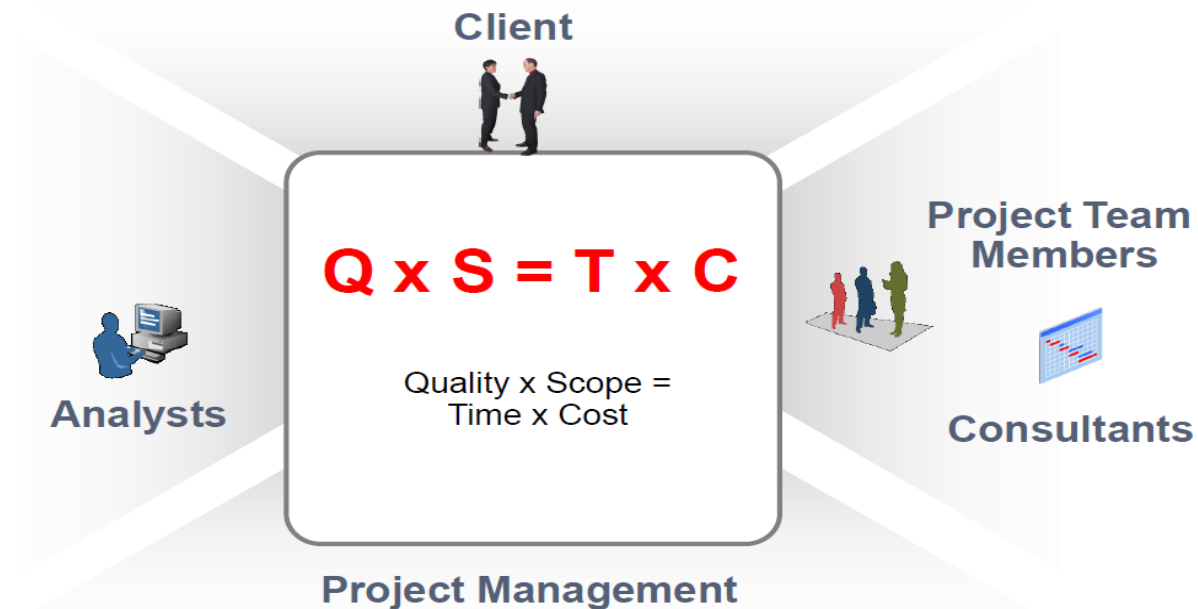 Client
Q x S = T x C
Quality x Scope =
Time x Cost
Analysts
Project Team
Members
Consultants
Project Management